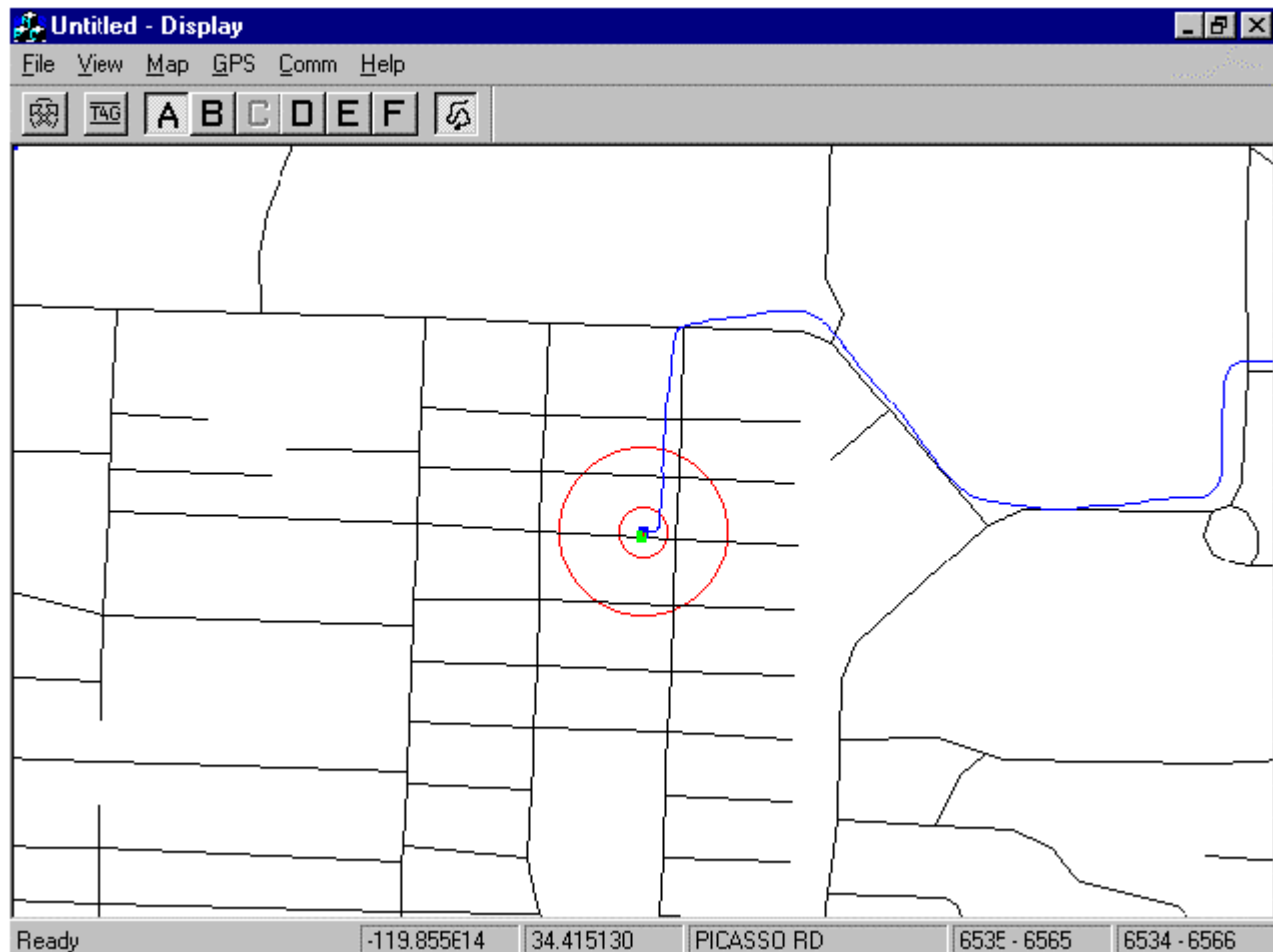 Untitled - Display
File View Map GPS Comm Help
TAG A B C D E F
Ready -119.855614 34.415130 PICASSO RD 6535 - 6565 6534 - 6566